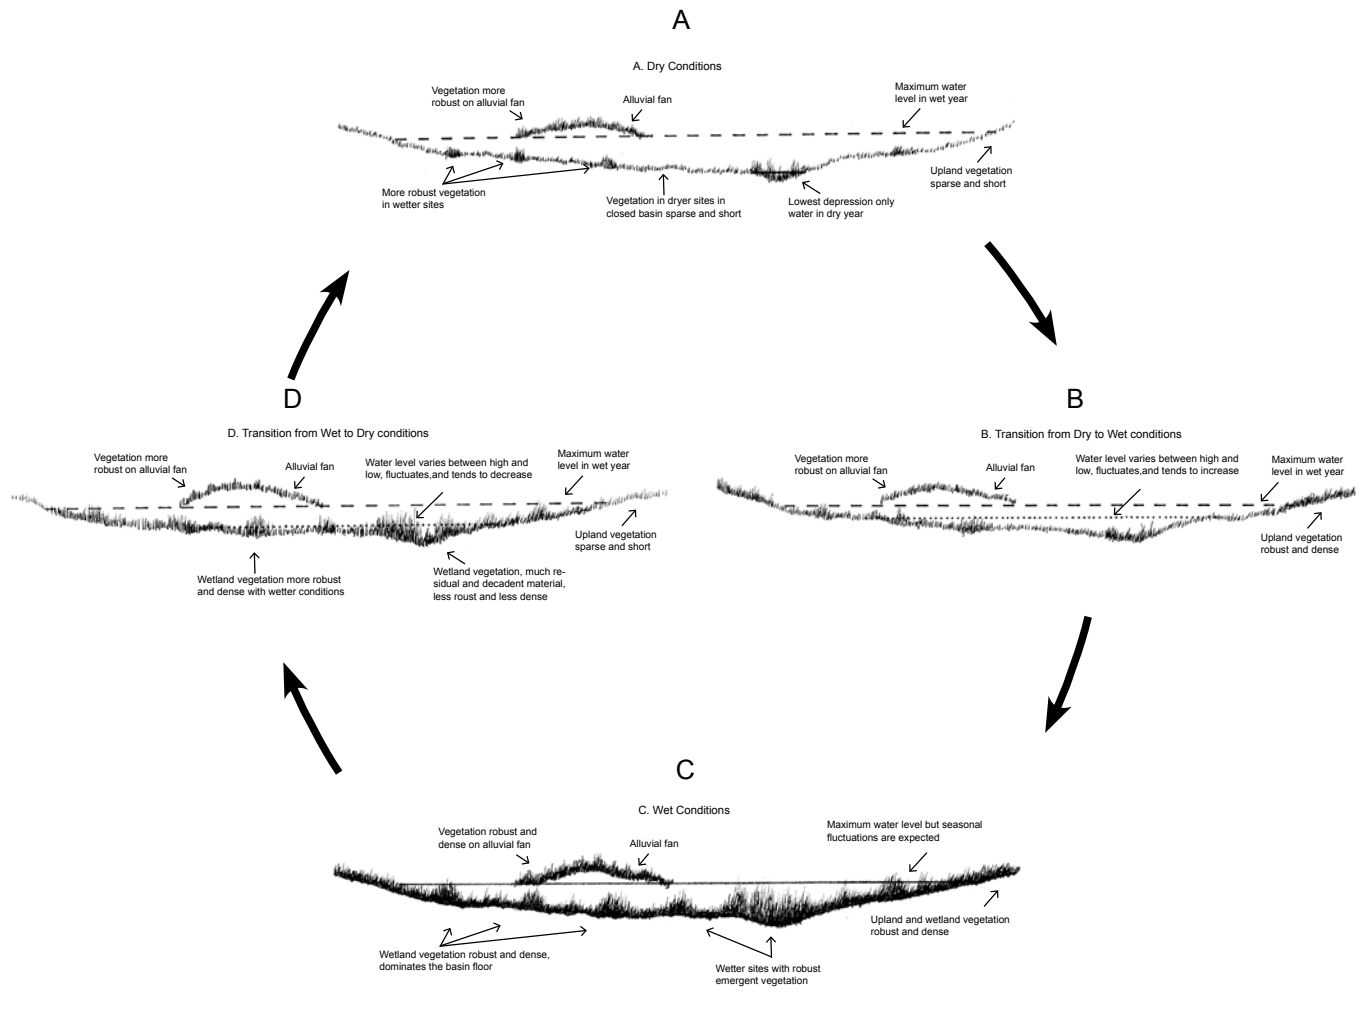 A
A. Dry Conditions
Vegetation more
robust on alluvial fan
Alluvial fan
Maximum water
level in wet year
More robust vegetation
in wetter sites
Vegetation in dryer sites in
closed basin sparse and short
Lowest depression only
water in dry year
Upland vegetation
sparse and short
D
D. Transition from Wet to Dry conditions
Vegetation more
robust on alluvial fan
Alluvial fan
Water level varies between high and
low, fluctuates,and tends to decrease
Maximum water
level in wet year
Upland vegetation
sparse and short
Wetland vegetation more robust
and dense with wetter conditions
Wetland vegetation, much re-
sidual and decadent material,
less roust and less dense
B
B. Transition from Dry to Wet conditions
Vegetation more
robust on alluvial fan
Alluvial fan
Water level varies between high and
low, fluctuates,and tends to increase
Maximum water
level in wet year
Upland vegetation
robust and dense
C
C. Wet Conditions
Vegetation robust and
dense on alluvial fan
Alluvial fan
Maximum water level but seasonal
fluctuations are expected
Upland and wetland vegetation
robust and dense
Wetland vegetation robust and dense,
dominates the basin floor
Wetter sites with robust
emergent vegetation